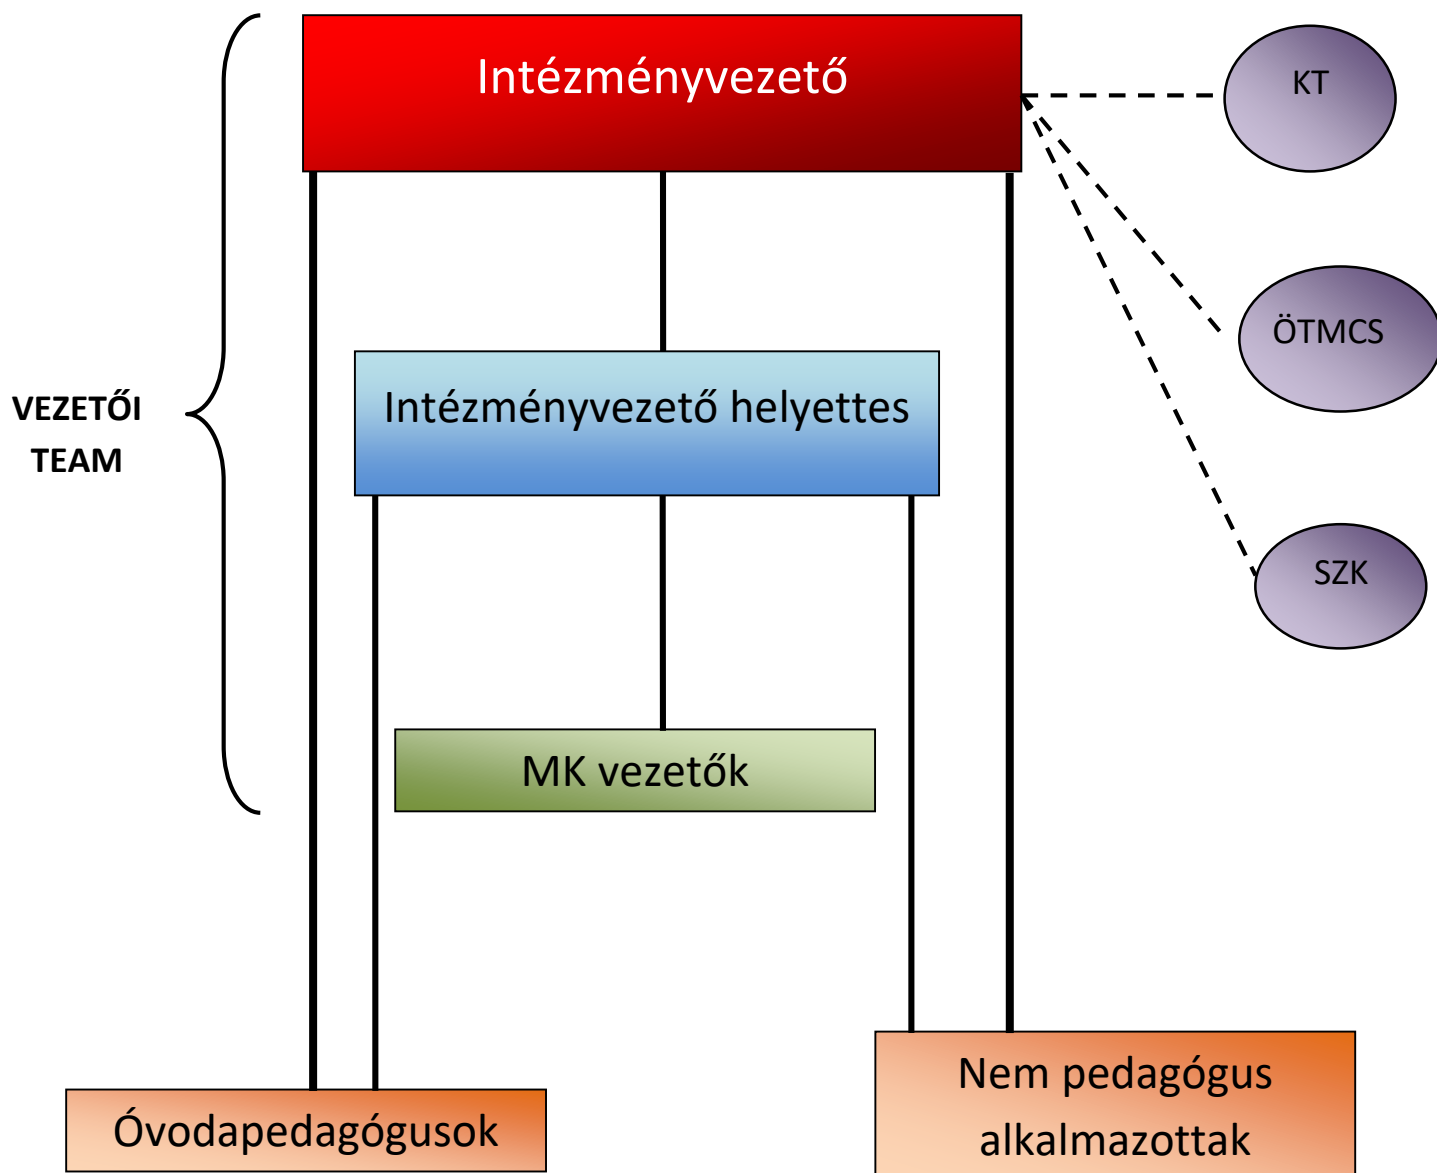 Intézményvezető
KT
ÖTMCS
VEZETŐI
TEAM
Intézményvezető helyettes
SZK
MK vezetők
Nem pedagógus
alkalmazottak
Óvodapedagógusok